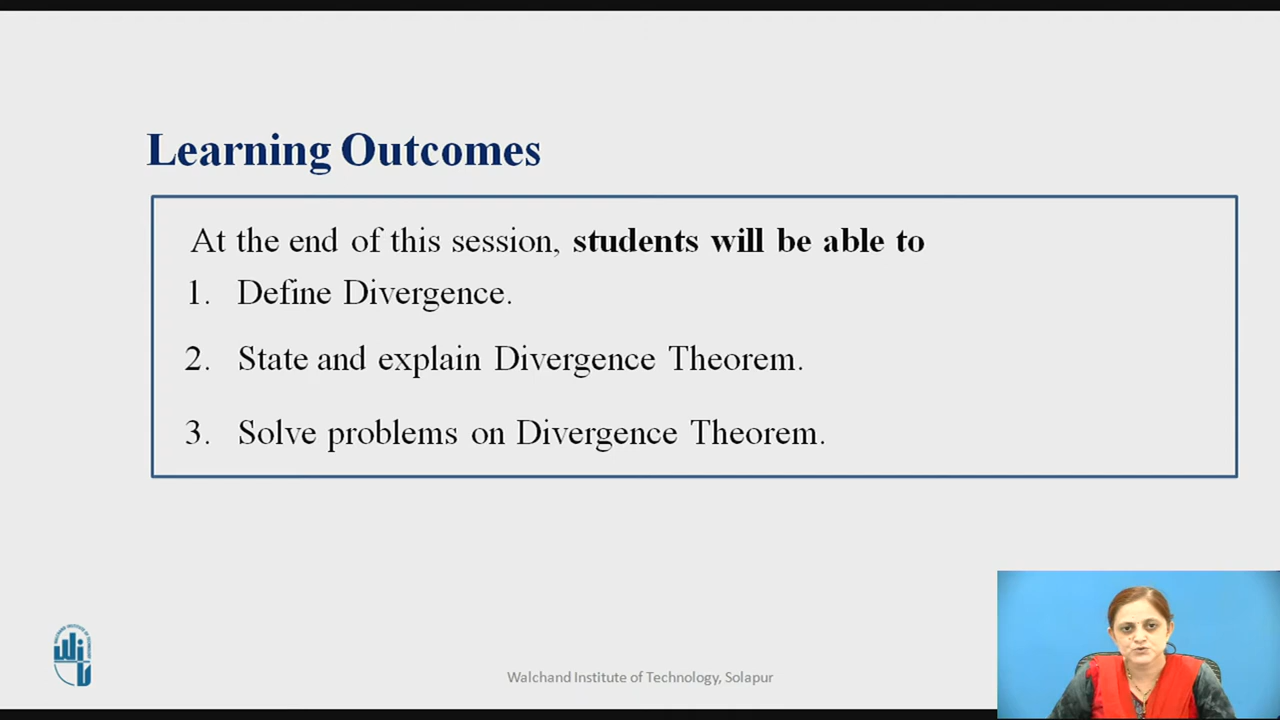 Learning Outcomes
At the end of this session, students will be able to
1. Define Divergence.
2. State and explain Divergence Theorem.
3. Solve problems on Divergence Theorem.
Walchand Institute of Technology, Solapur